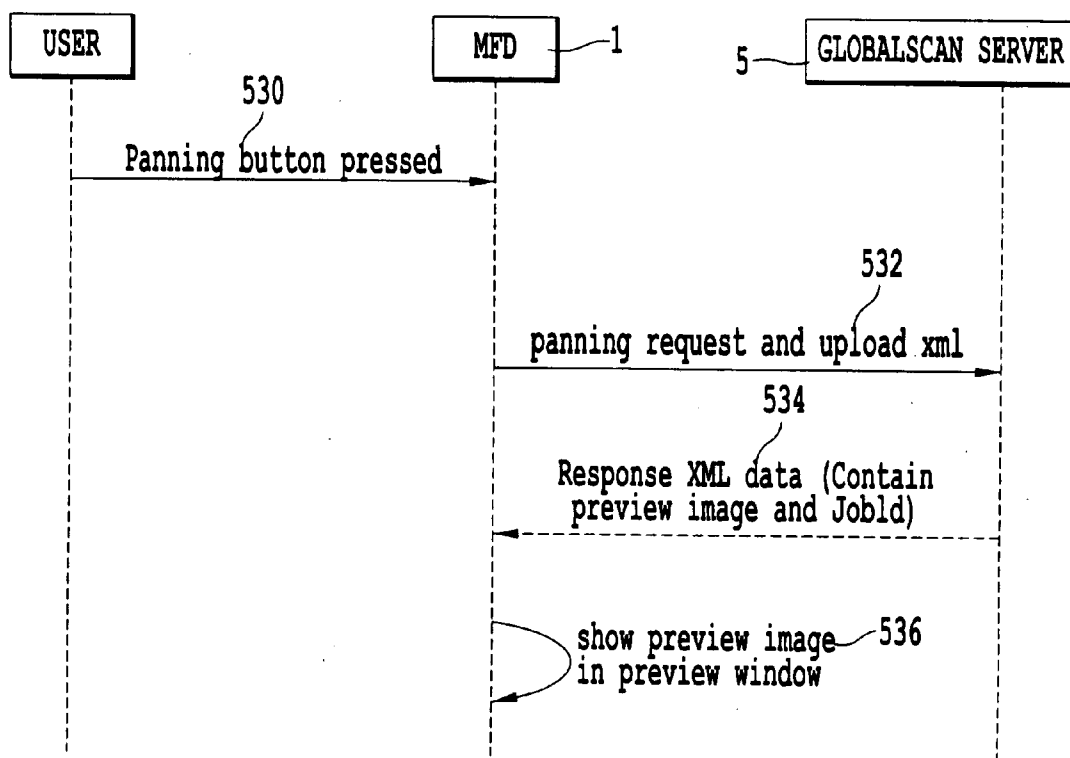 USER
MFD
1
5
GLOBALSCAN SERVER
530
Panning button pressed
532
panning request and upload xml
534
Response XML data (Contain
preview image and JobId)
show preview image
in preview window
536